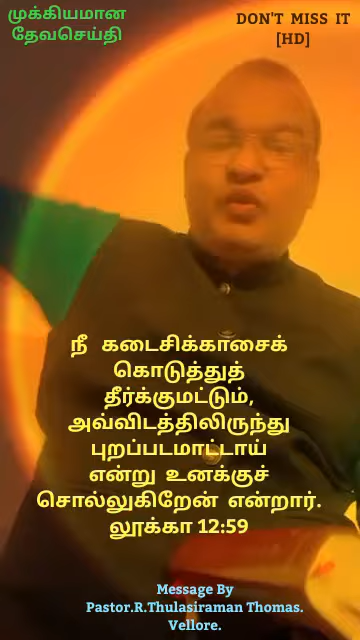 முக்கியமான
தேவசெய்தி
DON'T MISS IT
[HD]
நீ கடைசிக்காசைக்
கொடுத்துத்
தீர்க்குமட்டும்,
அவ்விடத்திலிருந்து
புறப்படமாட்டாய்
என்று உனக்குச்
சொல்லுகிறேன் என்றார்.
லூக்கா 12:59
Message By
Pastor.R.Thulasiraman Thomas.
Vellore.